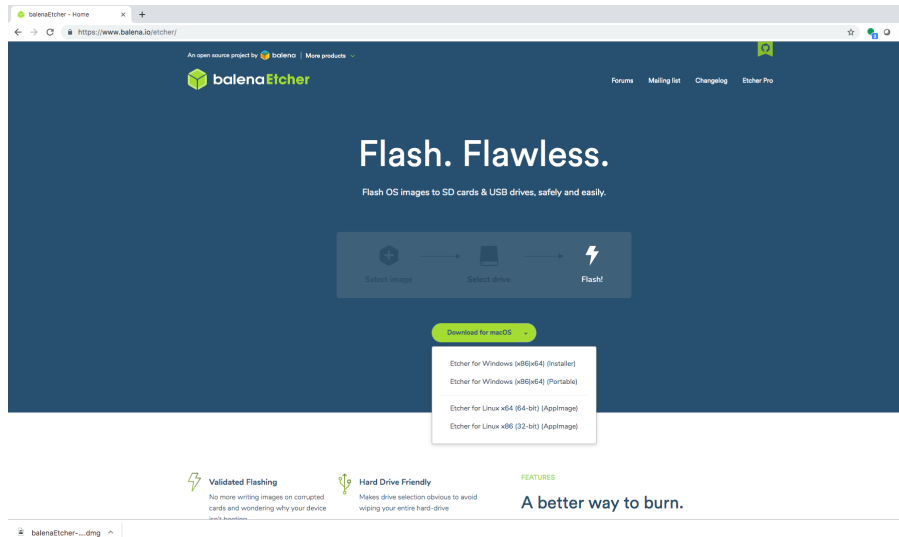 balenaEtcher - Home
https://www.balena.io/etcher/
An open source project by balena | More products
balenaEtcher
Forums Mailing list Changelog Etcher Pro
Flash. Flawless.
Flash OS images to SD cards & USB drives, safely and easily.
Select image Select drive Flash!
Download for macOS
Etcher for Windows (x86|x64) (Installer)
Etcher for Windows (x86|x64) (Portable)
Etcher for Linux x64 (64-bit) (AppImage)
Etcher for Linux x86 (32-bit) (AppImage)
Validated Flashing
No more writing images on corrupted
cards and wondering why your device
isn't booting
Hard Drive Friendly
Makes drive selection obvious to avoid
wiping your entire hard-drive
FEATURES
A better way to burn.
balenaEtcher-....dmg